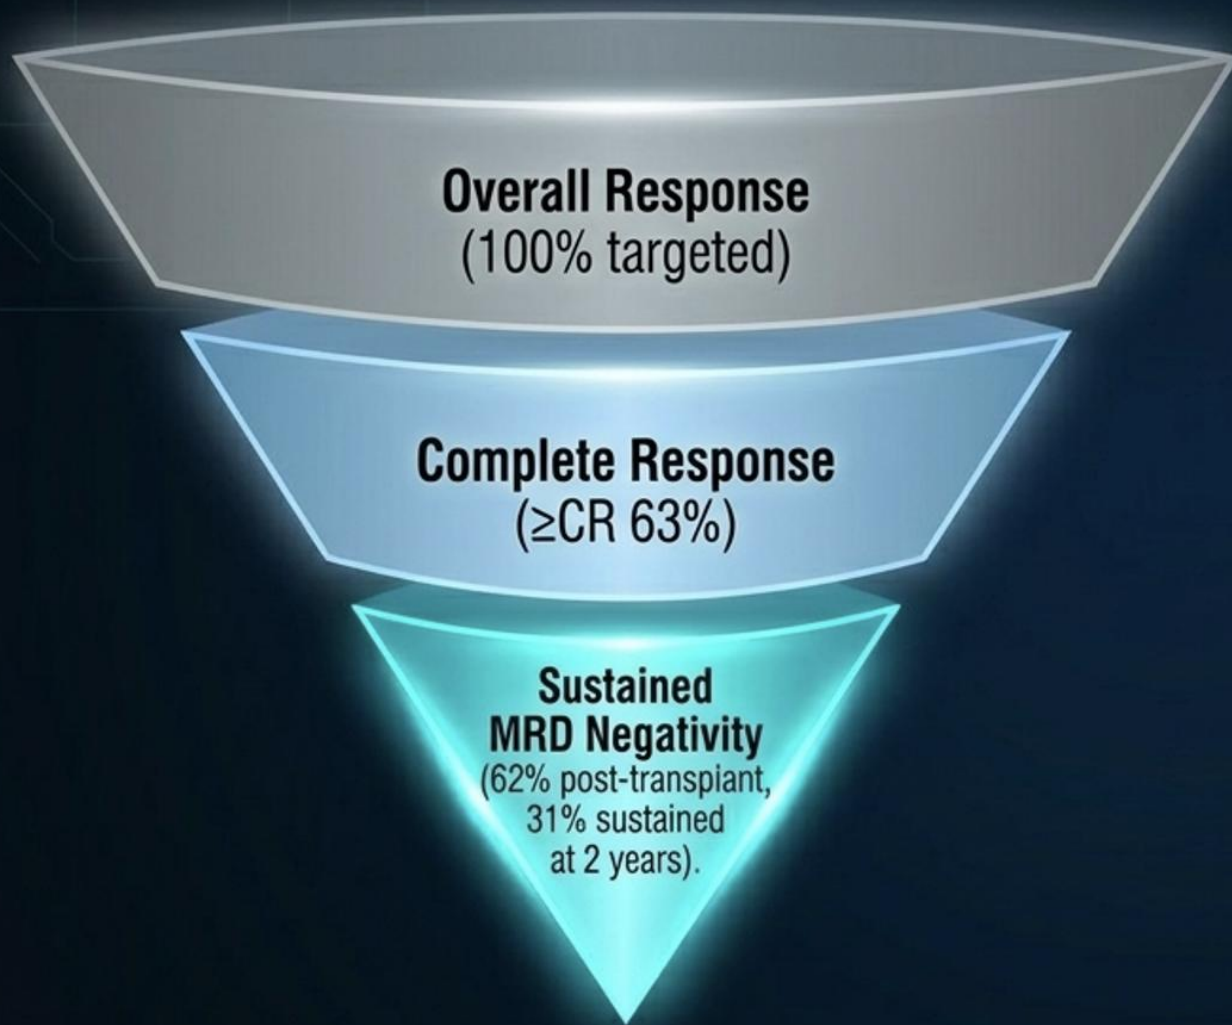 Overall Response
(100% targeted)
Complete Response
(≥CR 63%)
Sustained
MRD Negativity
(62% post-transpiant,
31% sustained
at 2 years).